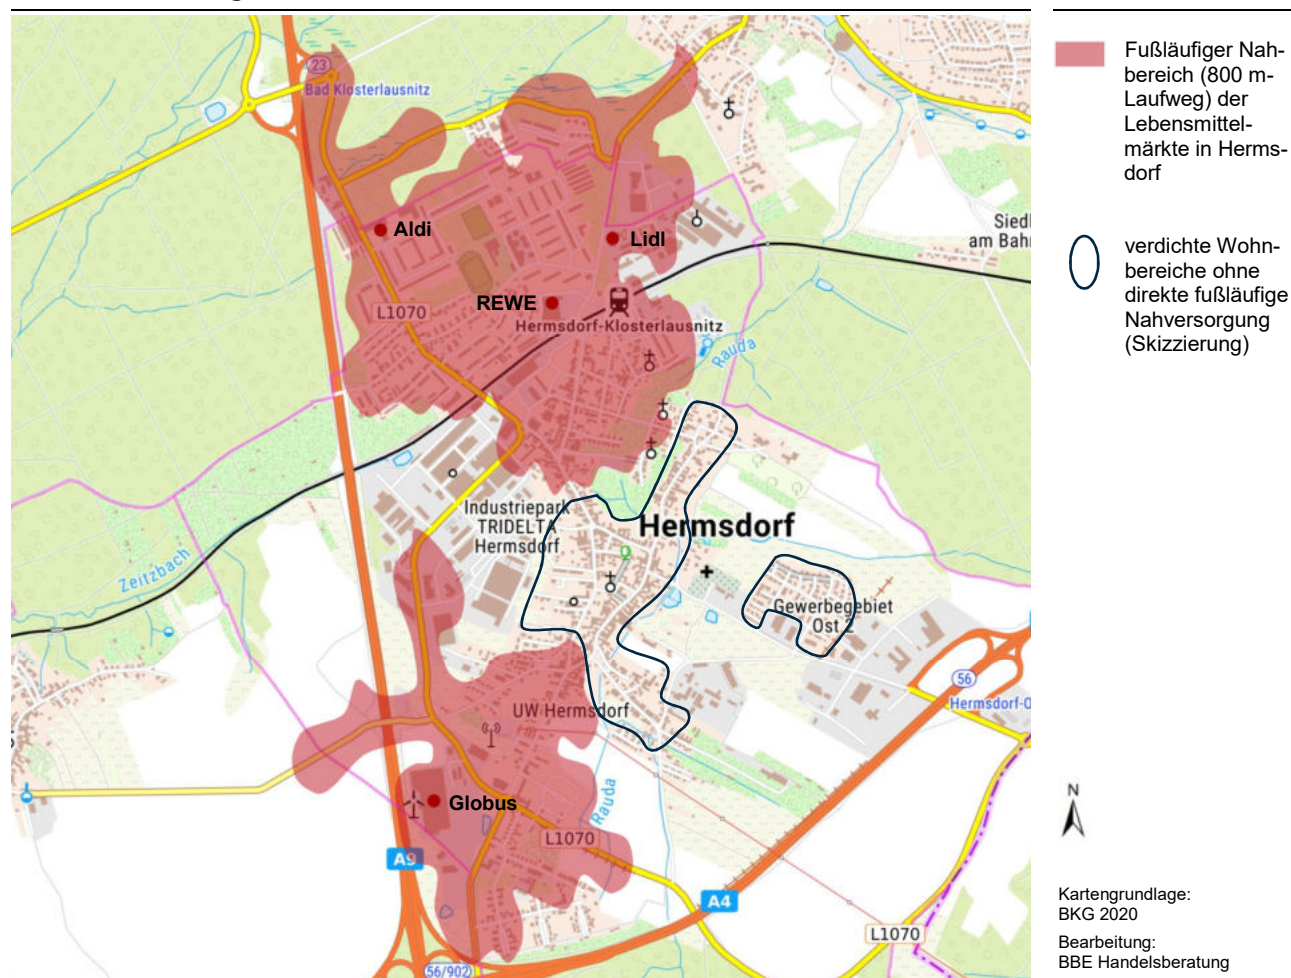 23
Bad Klosterlausnitz
Aldi
Lidl
Siedl
am Bahn
REWE
L1070
Hermsdorf-Klosterlausnitz
Rauda
Industriepark
TRIDELTA
Hermsdorf
Hermsdorf
Zeitzbach
Gewerbegebiet
Ost 2
56
Hermsdorf-O
UW Hermsdorf
Rauda
Globus
L1070
A9
A4
L1070
56/902
Fußläufiger Nah-
bereich (800 m-
Laufweg) der
Lebensmittel-
märkte in Herms-
dorf
verdichte Wohn-
bereiche ohne
direkte fußläufige
Nahversorgung
(Skizzierung)
N
Kartengrundlage:
BKG 2020
Bearbeitung:
BBE Handelsberatung